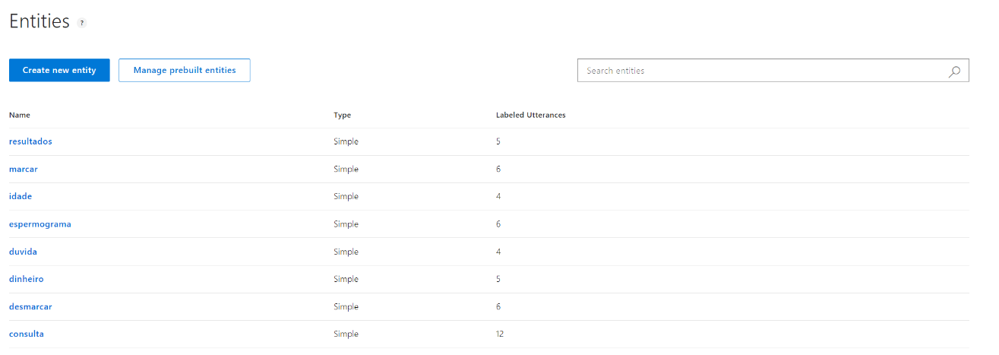 Entities ?
Create new entity Manage prebuilt entities Search entities
Name Type Labeled Utterances
resultados Simple 5
marcar Simple 6
idade Simple 4
espermograma Simple 6
duvida Simple 4
dinheiro Simple 5
desmarcar Simple 6
consulta Simple 12